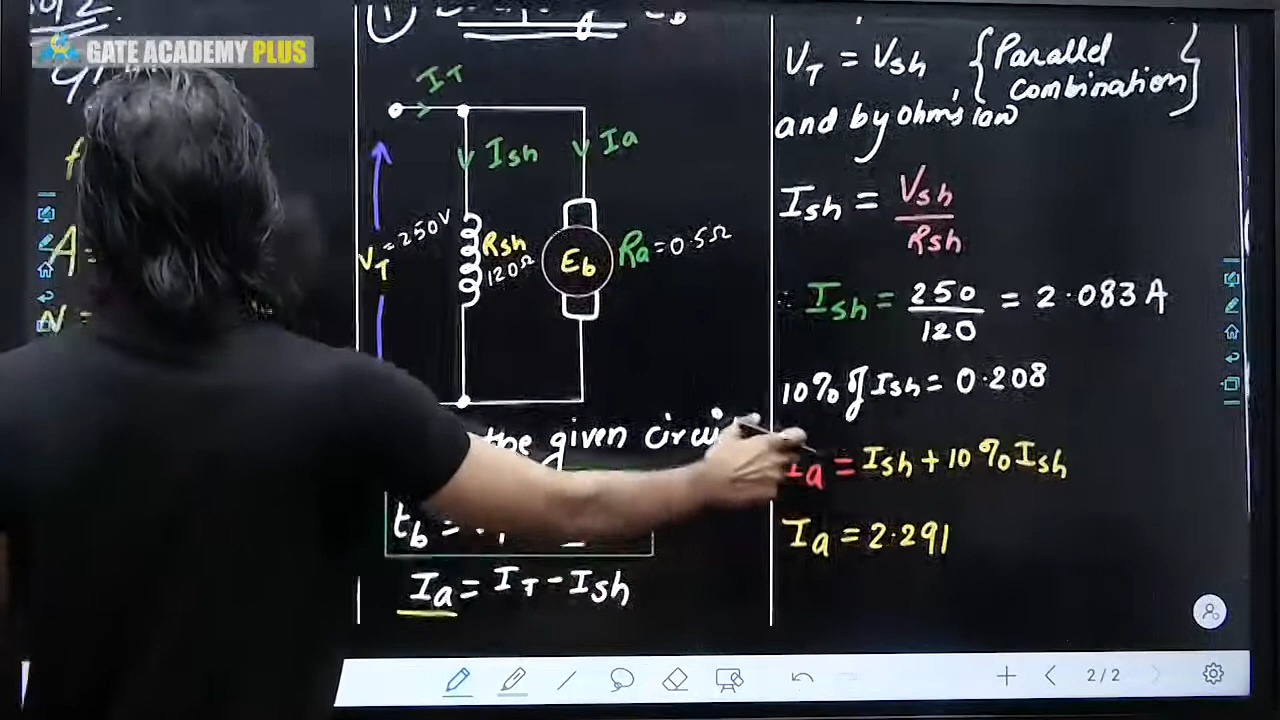 GATE ACADEMY PLUS
①
IT
Ish
Ia
VT = 250V
Rsh
120Ω
Eb
Ra = 0.5Ω
the given
Ia = IT - Ish
VT = Vsh {Parallel
combination}
and by ohm's law
Ish = Vsh
Rsh
Ish = 250 = 2.083 A
120
10% of Ish = 0.208
Ia = Ish + 10% Ish
Ia = 2.291
2/2